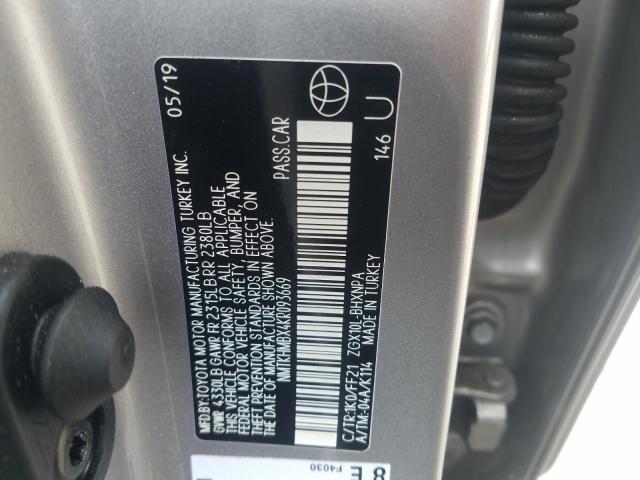 MFD BY: TOYOTA MOTOR MANUFACTURING TURKEY INC. 05/19
GVWR 4330LB GAWR FR 2315LB RR 2380LB
THIS VEHICLE CONFORMS TO ALL APPLICABLE
FEDERAL MOTOR VEHICLE SAFETY, BUMPER, AND
THEFT PREVENTION STANDARDS IN EFFECT ON
THE DATE OF MANUFACTURE SHOWN ABOVE.
NMTKHMBX4KR093669 PASS.CAR
C/TR:1K0/EF21 ZGX10L-BHXNPA 146 U
A/TM:-04A/K114 MADE IN TURKEY
F4030